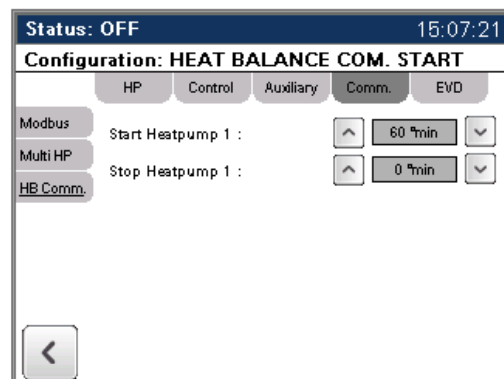 Status: OFF 15:07:21
Configuration: HEAT BALANCE COM. START
HP Control Auxiliary Comm. EVD
Modbus
Multi HP
HB Comm.
Start Heatpump 1 : 60 °min
Stop Heatpump 1 : 0 °min